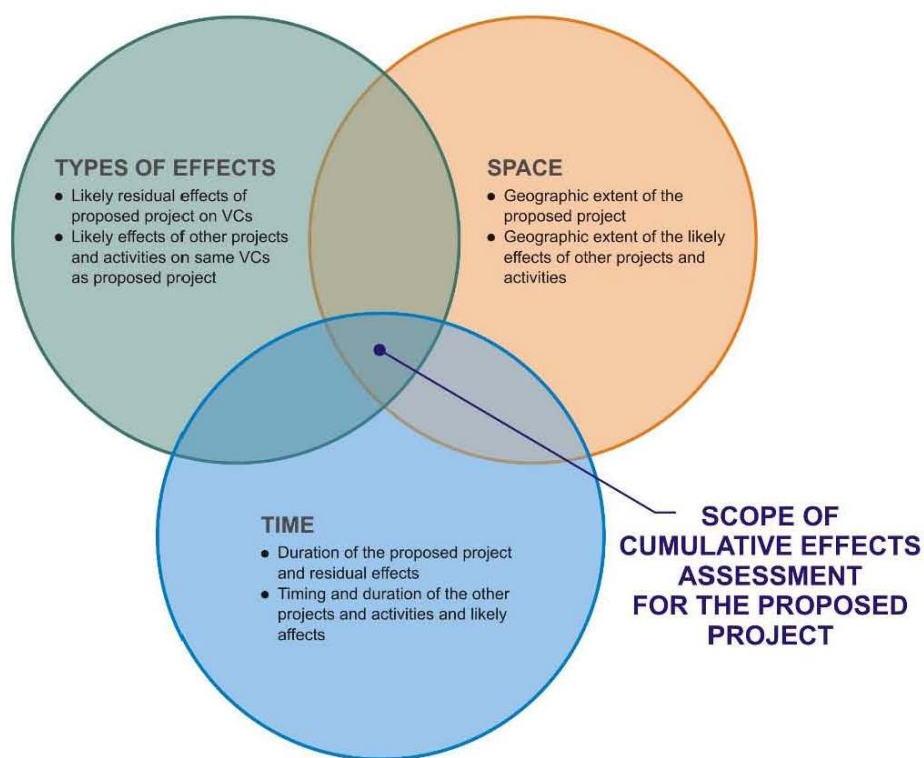 TYPES OF EFFECTS
● Likely residual effects of
proposed project on VCs
● Likely effects of other projects
and activities on same VCs
as proposed project
SPACE
● Geographic extent of the
proposed project
● Geographic extent of the likely
effects of other projects and
activities
TIME
● Duration of the proposed project
and residual effects
● Timing and duration of the other
projects and activities and likely
affects
SCOPE OF
CUMULATIVE EFFECTS
ASSESSMENT
FOR THE PROPOSED
PROJECT